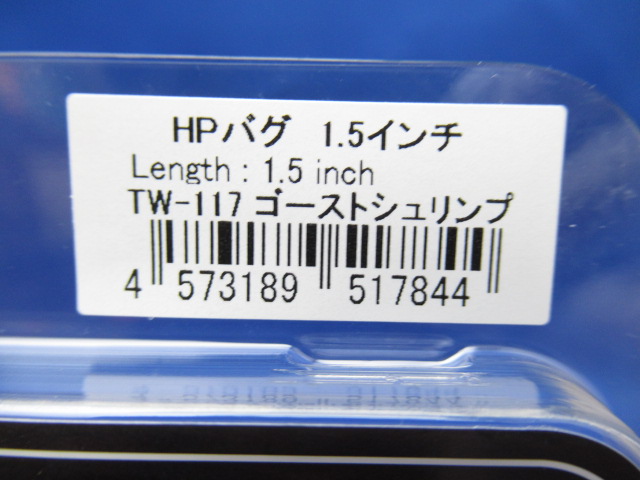 HPバグ 1.5インチ
Length : 1.5 inch
TW-117 ゴーストシュリンプ
4 573189 517844